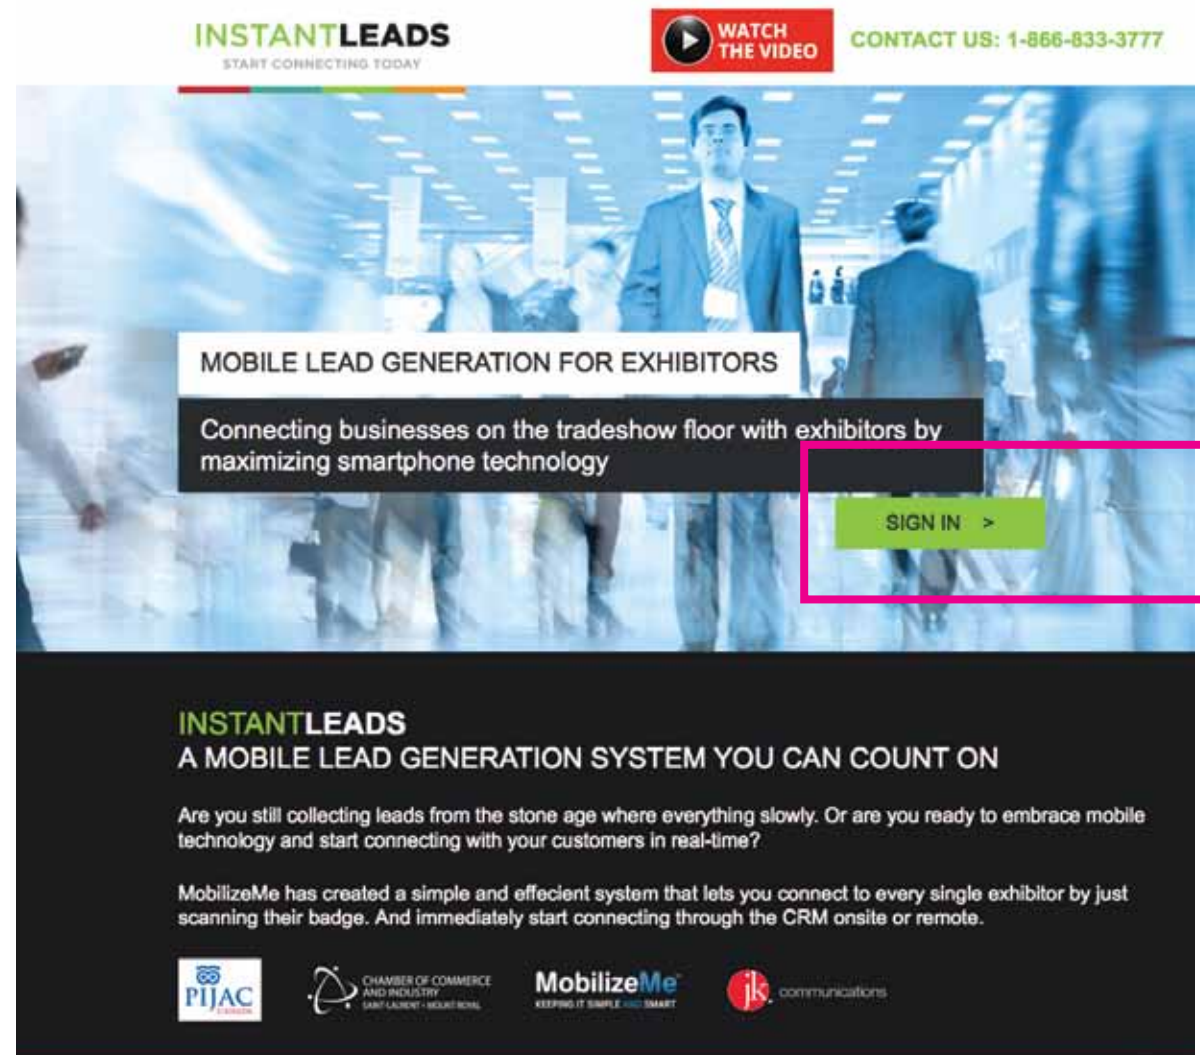 INSTANTLEADS
START CONNECTING TODAY
WATCH
THE VIDEO
CONTACT US: 1-866-833-3777
MOBILE LEAD GENERATION FOR EXHIBITORS
Connecting businesses on the tradeshow floor with exhibitors by
maximizing smartphone technology
SIGN IN >
INSTANTLEADS
A MOBILE LEAD GENERATION SYSTEM YOU CAN COUNT ON
Are you still collecting leads from the stone age where everything slowly. Or are you ready to embrace mobile
technology and start connecting with your customers in real-time?
MobilizeMe has created a simple and effecient system that lets you connect to every single exhibitor by just
scanning their badge. And immediately start connecting through the CRM onsite or remote.
PIJAC
CANADA
CHAMBER OF COMMERCE
AND INDUSTRY
SAINT-LAURENT - MOUNT ROYAL
MobilizeMe
KEEPING IT SIMPLE AND SMART
jk communications